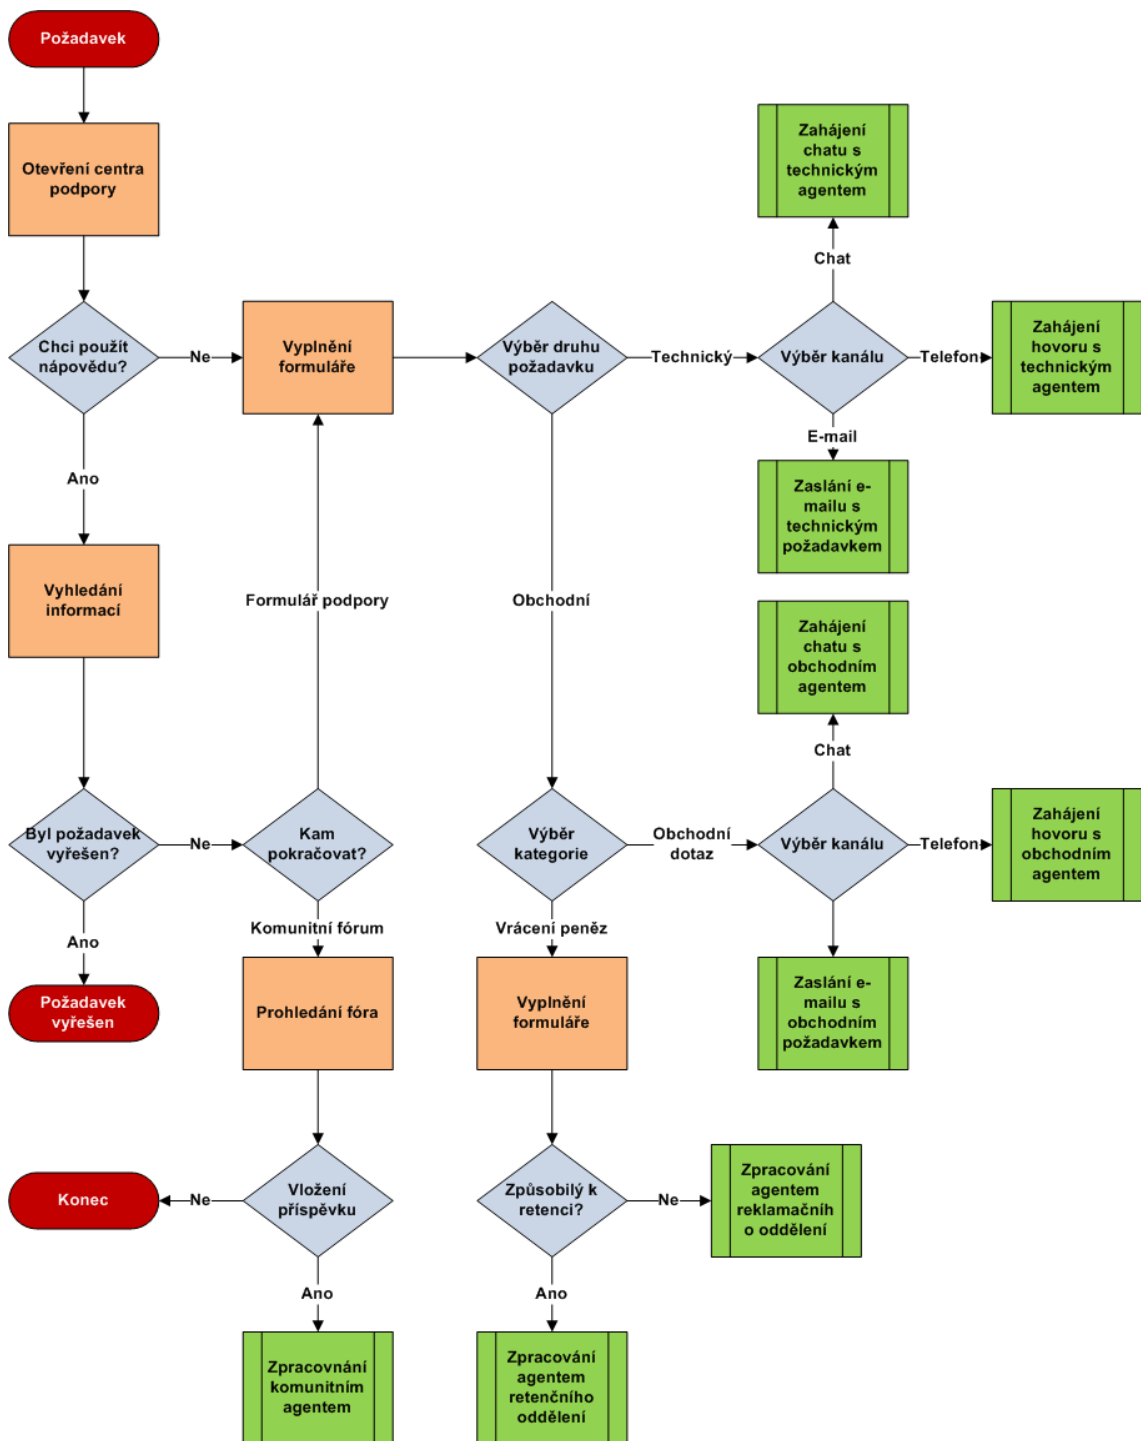 Požadavek
Otevření centra
podpory
Zahájení
chatu s
technickým
agentem
Chat
Chci použít
nápovědu?
Ne
Vyplnění
formuláře
Výběr druhu
požadavku
Technický
Výběr kanálu
Telefon
Zahájení
hovoru s
technickým
agentem
E-mail
Ano
Zaslání e-
mailu s
technickým
požadavkem
Vyhledání
informací
Formulář podpory
Obchodní
Zahájení
chatu s
obchodním
agentem
Chat
Byl požadavek
vyřešen?
Ne
Kam
pokračovat?
Výběr
kategorie
Obchodní
dotaz
Výběr kanálu
Telefon
Zahájení
hovoru s
obchodním
agentem
Ano
Komunitní fórum
Vrácení peněz
Požadavek
vyřešen
Prohledání fóra
Vyplnění
formuláře
Zaslání e-
mailu s
obchodním
požadavkem
Konec
Ne
Vložení
příspěvku
Způsobilý k
retenci?
Ne
Zpracování
agentem
reklamačníh
o oddělení
Ano
Ano
Zpracovnání
komunitním
agentem
Zpracování
agentem
retenčního
oddělení